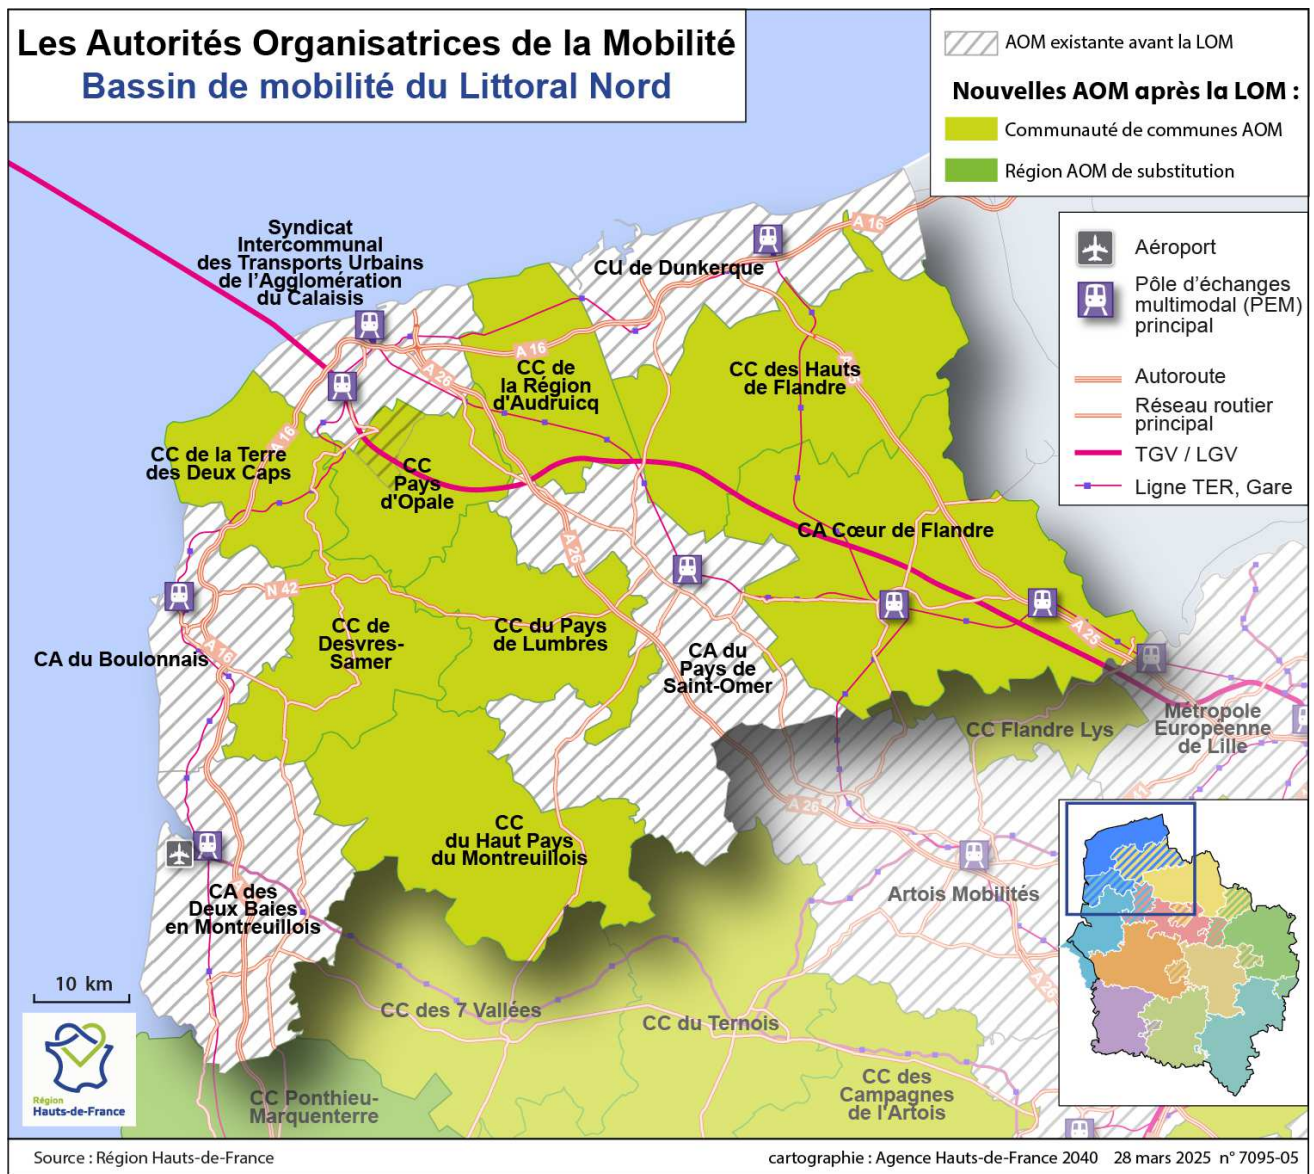 Les Autorités Organisatrices de la Mobilité
Bassin de mobilité du Littoral Nord
AOM existante avant la LOM
Nouvelles AOM après la LOM :
Communauté de communes AOM
Région AOM de substitution
Aéroport
Pôle d'échanges
multimodal (PEM)
principal
Autoroute
Réseau routier
principal
TGV / LGV
Ligne TER, Gare
Syndicat
Intercommunal
des Transports Urbains
de l'Agglomération
du Calaisis
CU de Dunkerque
A 16
A 16
A 26
A 16
CC de
la Région
d'Audruicq
CC des Hauts
de Flandre
CC de la Terre
des Deux Caps
CC
Pays
d'Opale
CA Cœur de Flandre
A 26
N 42
CC de
Desvres-
Samer
CC du Pays
de Lumbres
A 25
CA du Boulonnais
A 16
CA du
Pays de
Saint-Omer
CC Flandre Lys
Métropole
Européenne
de Lille
A 26
CC
du Haut Pays
du Montreuillois
Artois Mobilités
CA des
Deux Baies
en Montreuillois
A 26
10 km
CC des 7 Vallées
CC du Ternois
CC Ponthieu-
Marquenterre
CC des
Campagnes
de l'Artois
Région
Hauts-de-France
Source : Région Hauts-de-France
cartographie : Agence Hauts-de-France 2040 28 mars 2025 n° 7095-05